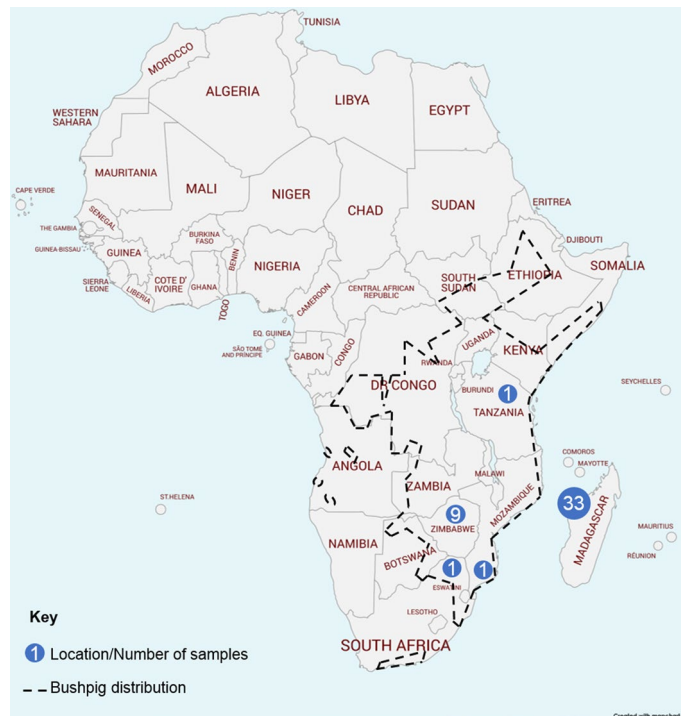 TUNISIA
MOROCCO
ALGERIA
LIBYA
EGYPT
WESTERN
SAHARA
MAURITANIA
MALI
NIGER
CHAD
SUDAN
ERITREA
CAPE VERDE
SENEGAL
THE GAMBIA
GUINEA-BISSAU
GUINEA
BURKINA
FASO
BENIN
NIGERIA
DJIBOUTI
SOMALIA
ETHIOPIA
SOUTH
SUDAN
SIERRA
LEONE
LIBERIA
COTE D'
IVOIRE
GHANA
TOGO
CAMEROON
CENTRAL AFRICAN
REPUBLIC
EQ. GUINEA
SÃO TOME
AND PRINCIPE
GABON
CONGO
UGANDA
KENYA
RWANDA
DR CONGO
BURUNDI
1
TANZANIA
SEYCHELLES
COMOROS
MAYOTTE
ANGOLA
ZAMBIA
MALAWI
MOZAMBIQUE
33
MADAGASCAR
ST.HELENA
9
ZIMBABWE
MAURITIUS
RÉUNION
NAMIBIA
BOTSWANA
1
1
ESWATINI
LESOTHO
SOUTH AFRICA
Key
1 Location/Number of samples
Bushpig distribution